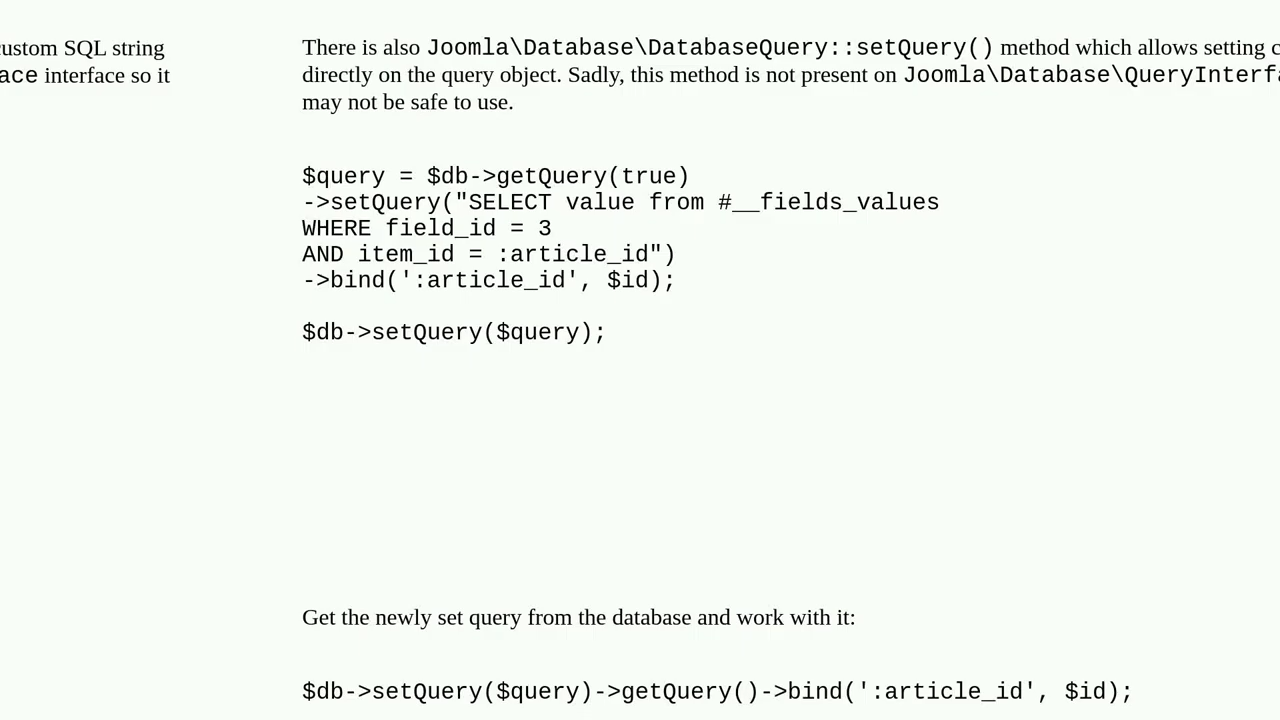 custom SQL string
ace interface so it
There is also Joomla\Database\DatabaseQuery::setQuery() method which allows setting c
directly on the query object. Sadly, this method is not present on Joomla\Database\QueryInterfa
may not be safe to use.
$query = $db->getQuery(true)
->setQuery("SELECT value from #__fields_values
WHERE field_id = 3
AND item_id = :article_id")
->bind(':article_id', $id);
$db->setQuery($query);
Get the newly set query from the database and work with it:
$db->setQuery($query)->getQuery()->bind(':article_id', $id);